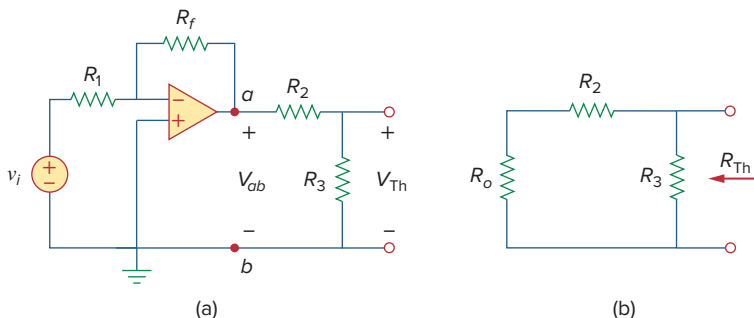 R_f
R_1
a
R_2
−
+
+
+
+
−
v_i
V_ab
R_3
V_Th
−
−
b
(a)
R_2
R_o
R_3
R_Th
(b)